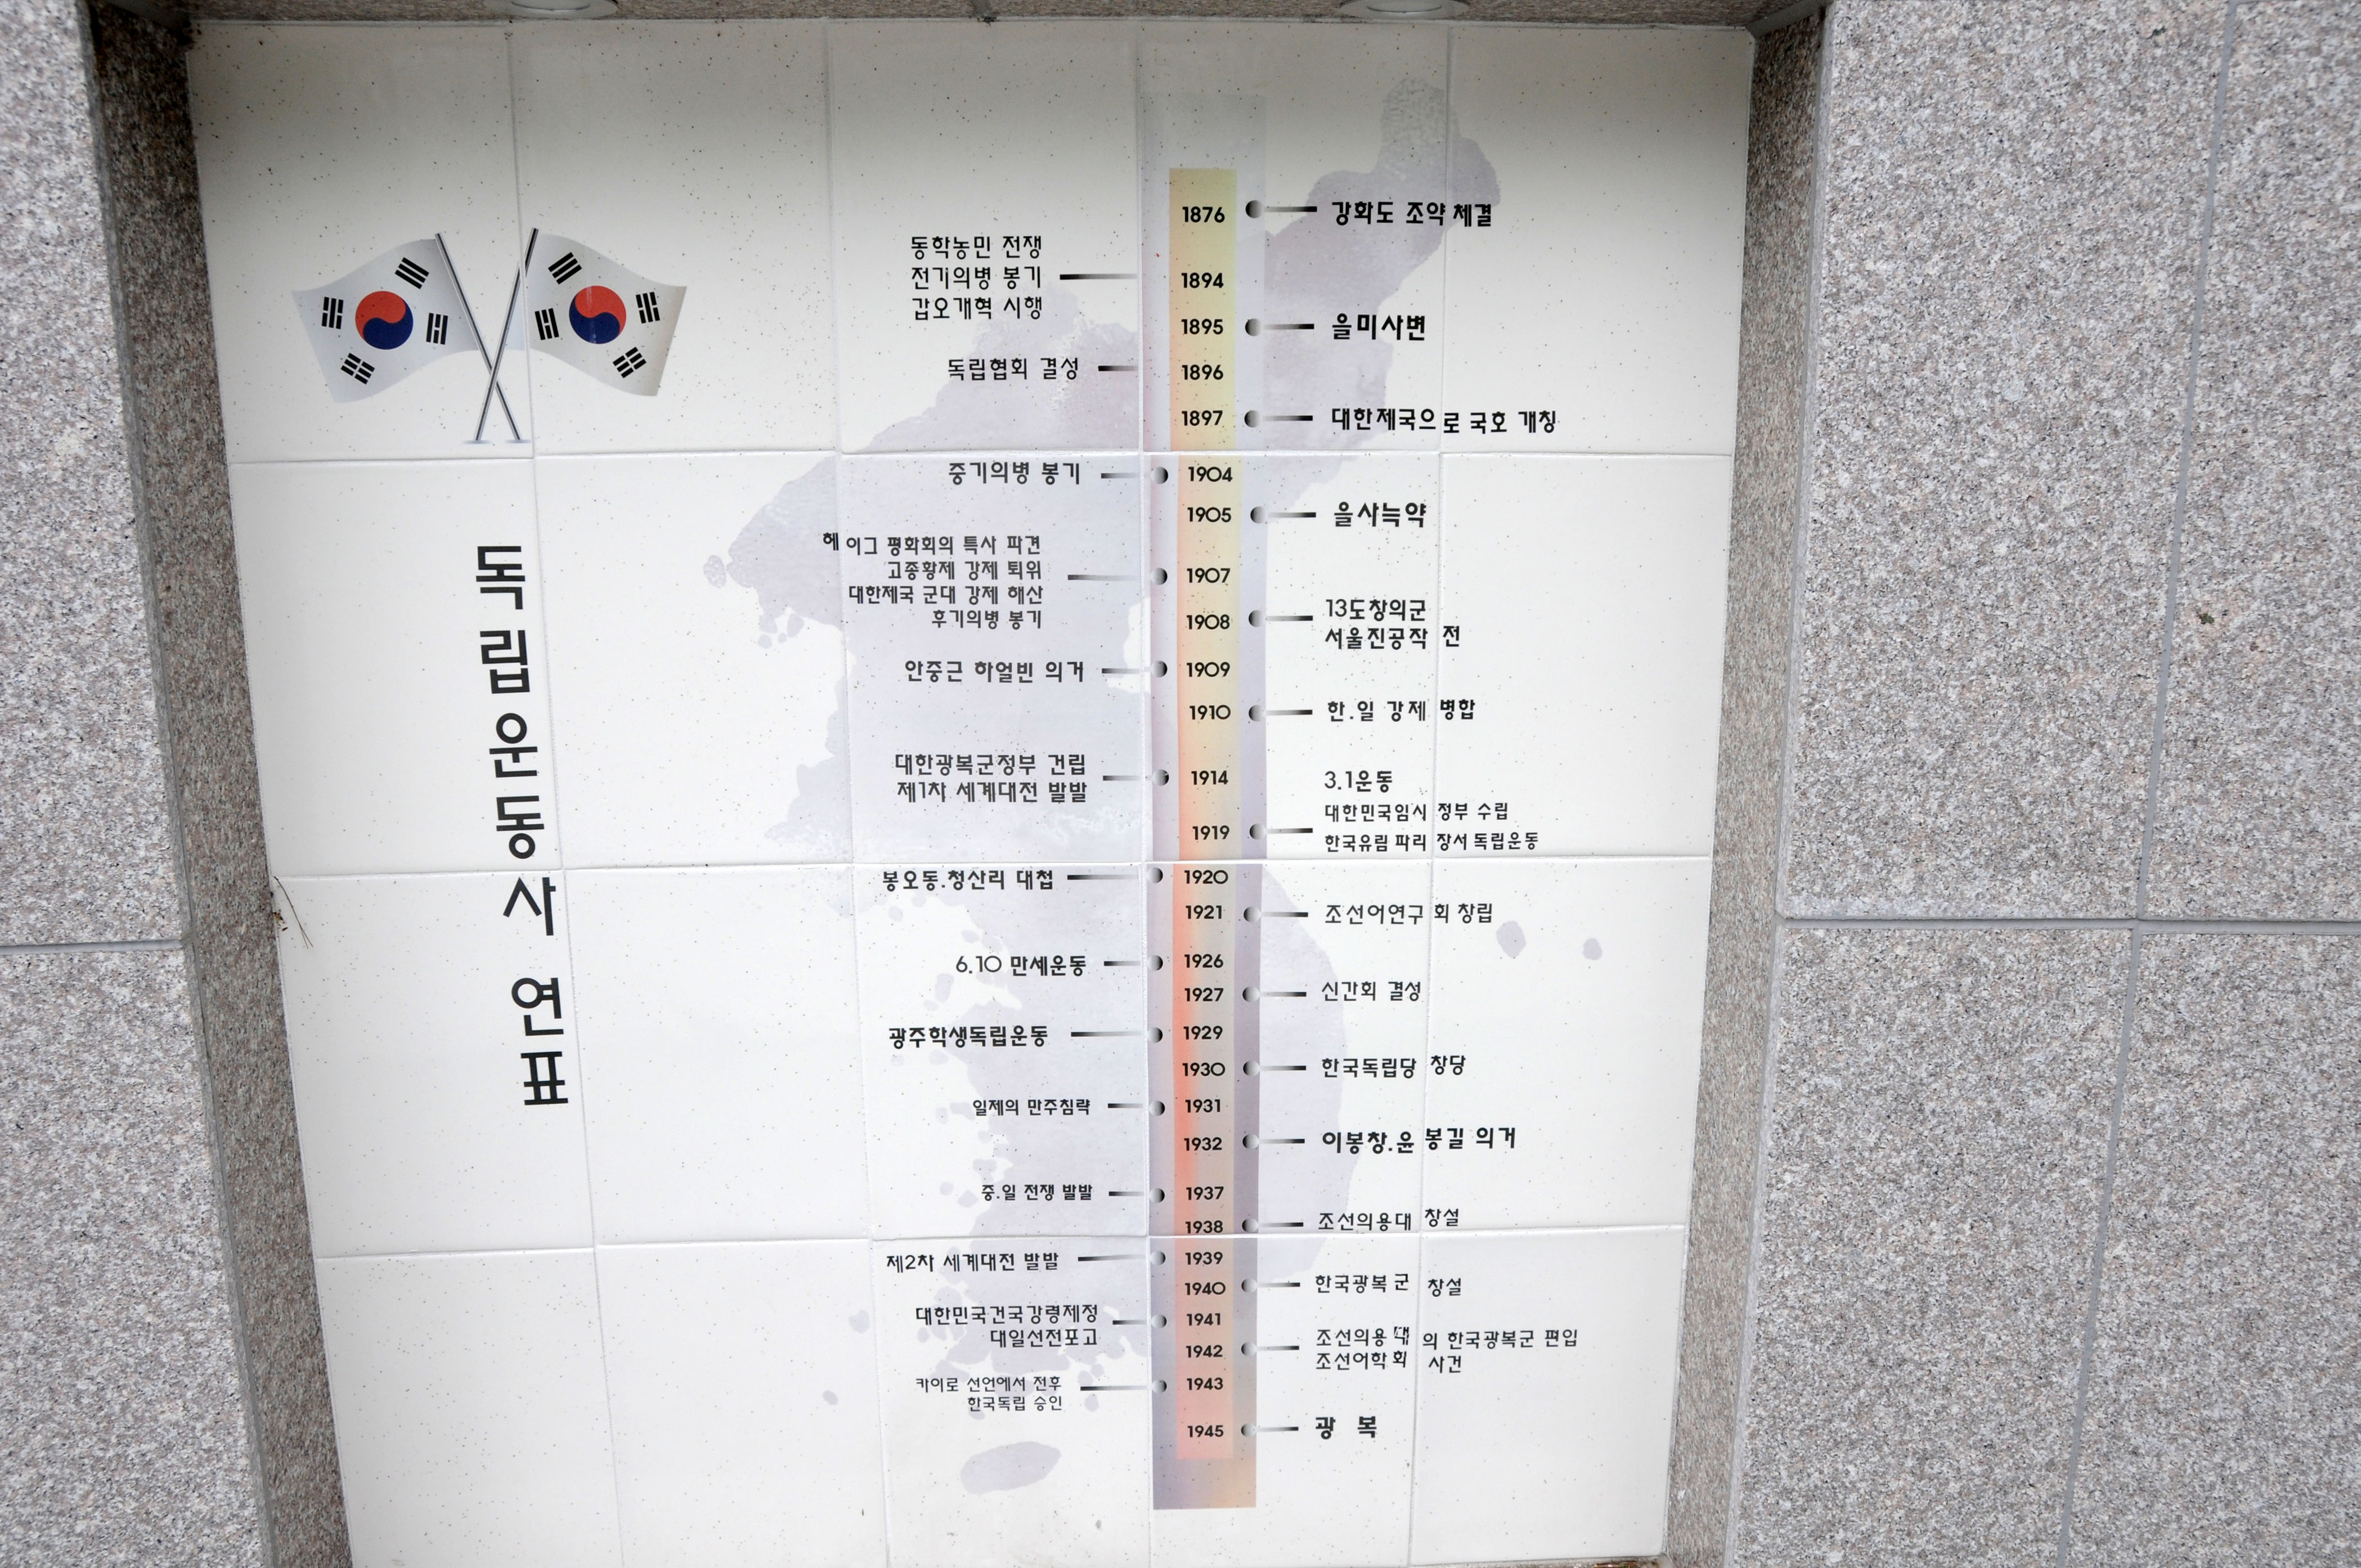 독립운동사 연표
1876 강화도 조약 체결
동학농민 전쟁
전기의병 봉기
갑오개혁 시행
1894
1895 을미사변
독립협회 결성 1896
1897 대한제국으로 국호 개칭
중기의병 봉기 1904
1905 을사늑약
헤이그 평화회의 특사 파견
고종황제 강제 퇴위
대한제국 군대 강제 해산
후기의병 봉기
1907
1908
13도창의군
서울진공작 전
안중근 하얼빈 의거 1909
1910 한.일 강제 병합
대한광복군정부 건립
제1차 세계대전 발발
1914
1919
3.1운동
대한민국임시 정부 수립
한국유림 파리 장서 독립운동
봉오동.청산리 대첩 1920
1921 조선어연구회 창립
6.10 만세운동 1926
1927 신간회 결성
광주학생독립운동 1929
1930 한국독립당 창당
일제의 만주침략 1931
1932 이봉창.윤봉길 의거
중.일 전쟁 발발 1937
1938 조선의용대 창설
제2차 세계대전 발발 1939
1940 한국광복군 창설
대한민국건국강령제정
대일선전포고
1941
1942
조선의용대의 한국광복군 편입
조선어학회 사건
카이로 선언에서 전후
한국독립 승인
1943
1945 광 복